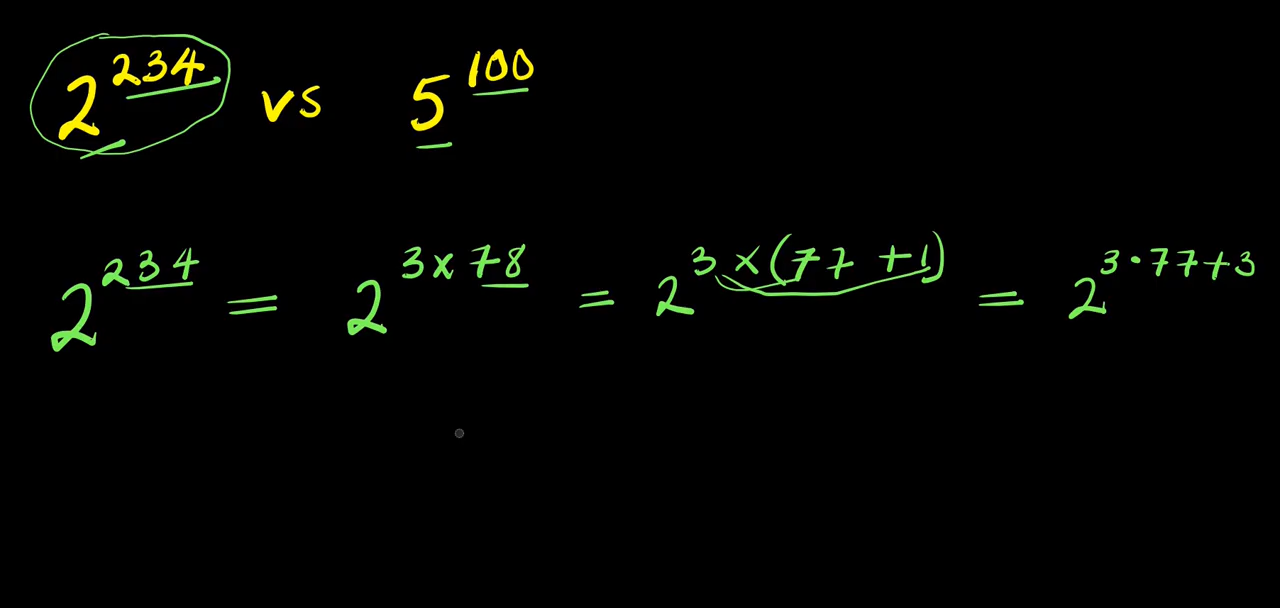 2^234 vs 5^100
2^234 = 2^3×78 = 2^3×(77+1) = 2^3·77+3